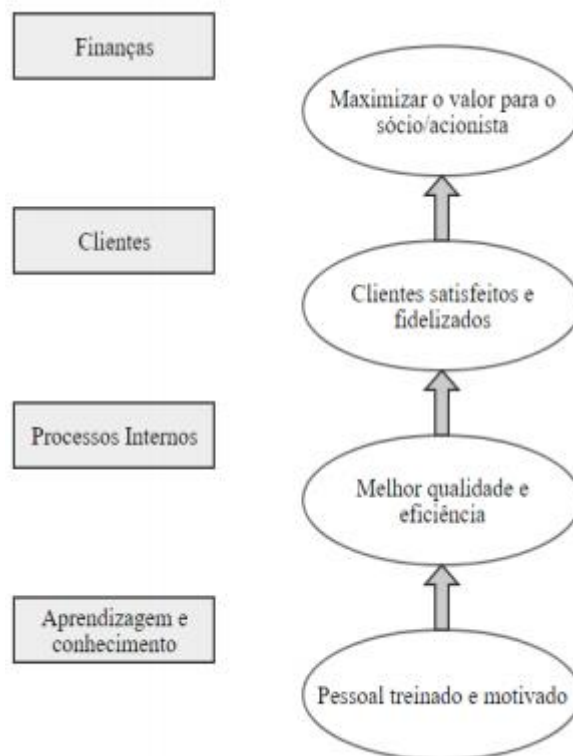 Finanças
Maximizar o valor para o
sócio/acionista
Clientes
Clientes satisfeitos e
fidelizados
Processos Internos
Melhor qualidade e
eficiência
Aprendizagem e
conhecimento
Pessoal treinado e motivado